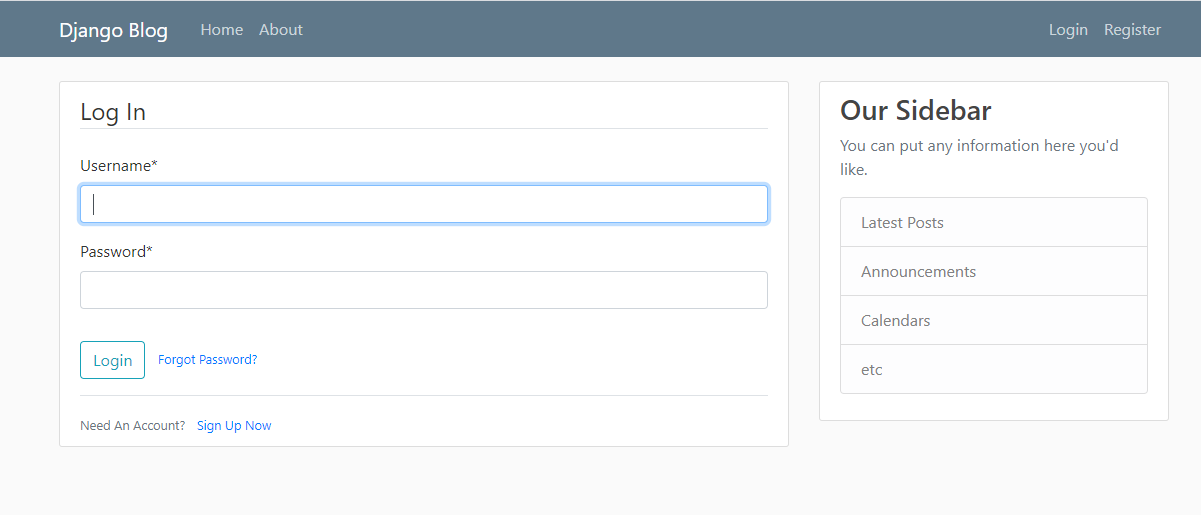 Django Blog Home About Login Register
Log In
Username*
Password*
Login Forgot Password?
Need An Account? Sign Up Now
Our Sidebar
You can put any information here you'd
like.
Latest Posts
Announcements
Calendars
etc